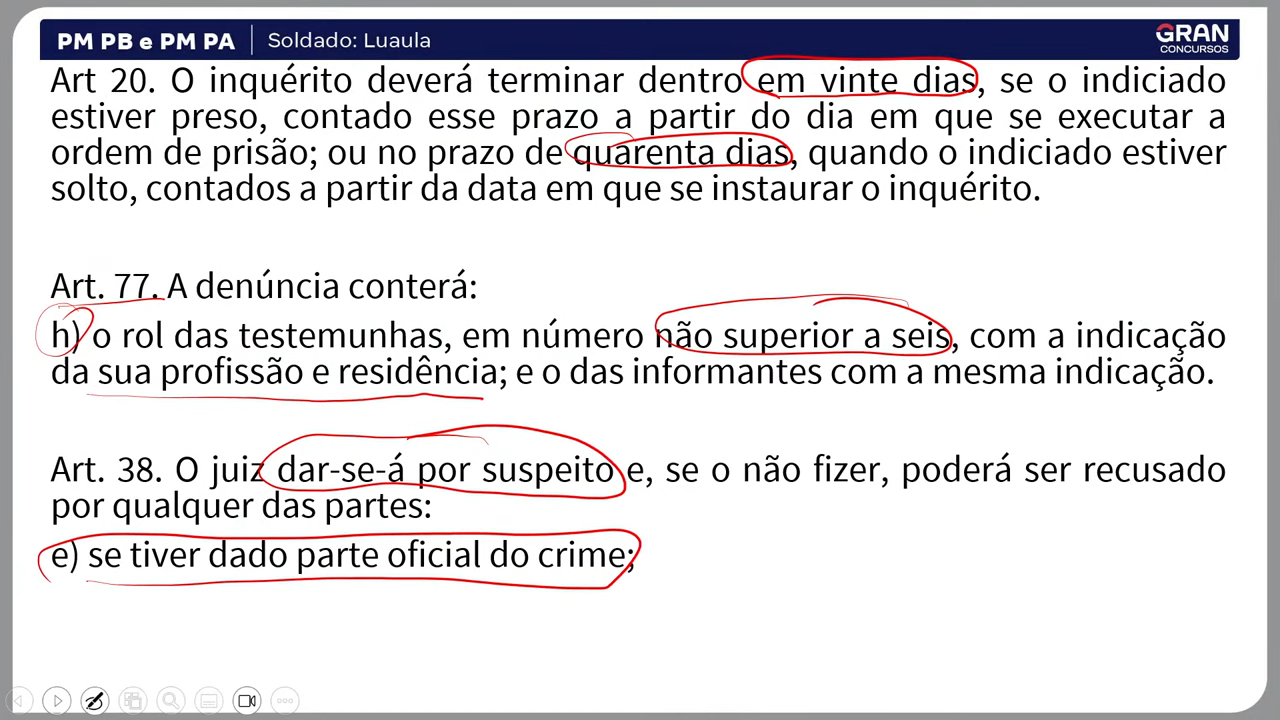 PM PB e PM PA | Soldado: Luaula
GRAN
CONCURSOS
Art 20. O inquérito deverá terminar dentro em vinte dias, se o indiciado
estiver preso, contado esse prazo a partir do dia em que se executar a
ordem de prisão; ou no prazo de quarenta dias, quando o indiciado estiver
solto, contados a partir da data em que se instaurar o inquérito.
Art. 77. A denúncia conterá:
h) o rol das testemunhas, em número não superior a seis, com a indicação
da sua profissão e residência; e o das informantes com a mesma indicação.
Art. 38. O juiz dar-se-á por suspeito e, se o não fizer, poderá ser recusado
por qualquer das partes:
e) se tiver dado parte oficial do crime;